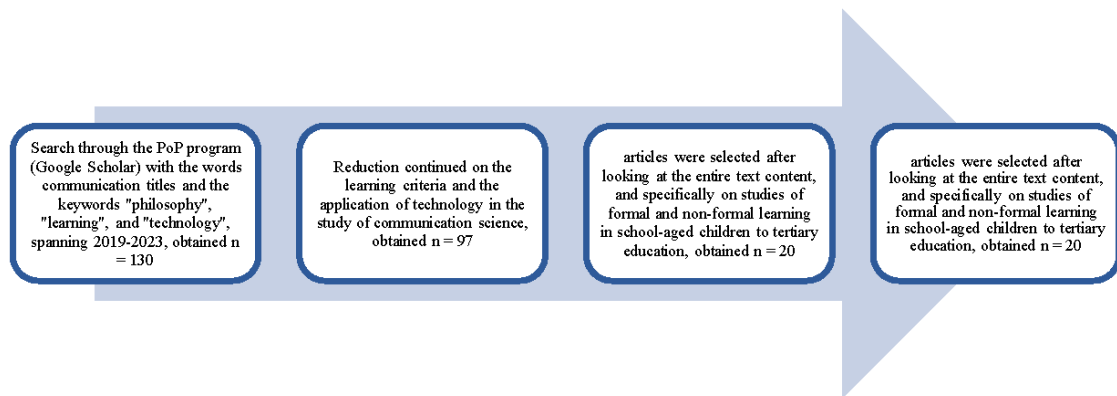 Search through the PoP program
(Google Scholar) with the words
communication titles and the
keywords "philosophy",
"learning", and "technology",
spanning 2019-2023, obtained n
= 130
Reduction continued on the
learning criteria and the
application of technology in the
study of communication science,
obtained n = 97
articles were selected after
looking at the entire text content,
and specifically on studies of
formal and non-formal learning
in school-aged children to tertiary
education, obtained n = 20
articles were selected after
looking at the entire text content,
and specifically on studies of
formal and non-formal learning
in school-aged children to tertiary
education, obtained n = 20